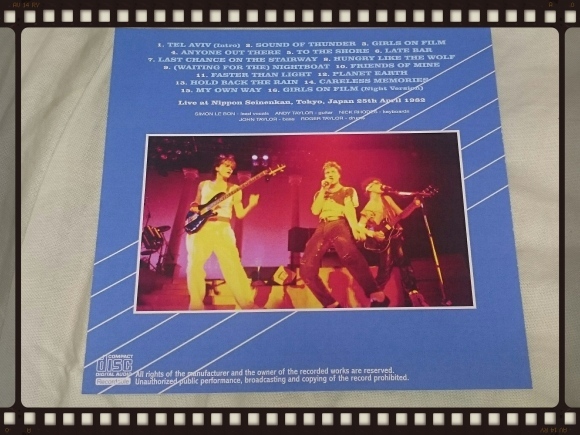 1. TEL AVIV (Intro) 2. SOUND OF THUNDER 3. GIRLS ON FILM
4. ANYONE OUT THERE 5. TO THE SHORE 6. LATE BAR
7. LAST CHANCE ON THE STAIRWAY 8. HUNGRY LIKE THE WOLF
9. (WAITING FOR THE) NIGHTBOAT 10. FRIENDS OF MINE
11. FASTER THAN LIGHT 12. PLANET EARTH
13. HOLD BACK THE RAIN 14. CARELESS MEMORIES
15. MY OWN WAY 16. GIRLS ON FILM (Night Version)
Live at Nippon Seinenkan, Tokyo, Japan 25th April 1982
SIMON LE BON - lead vocals ANDY TAYLOR - guitar NICK RHODES - keyboards
JOHN TAYLOR - bass ROGER TAYLOR - drums
COMPACT
disc
DIGITAL AUDIO
All rights of the manufacturer and the owner of the recorded works are reserved.
Unauthorized public performance, broadcasting and copying of the record prohibited.